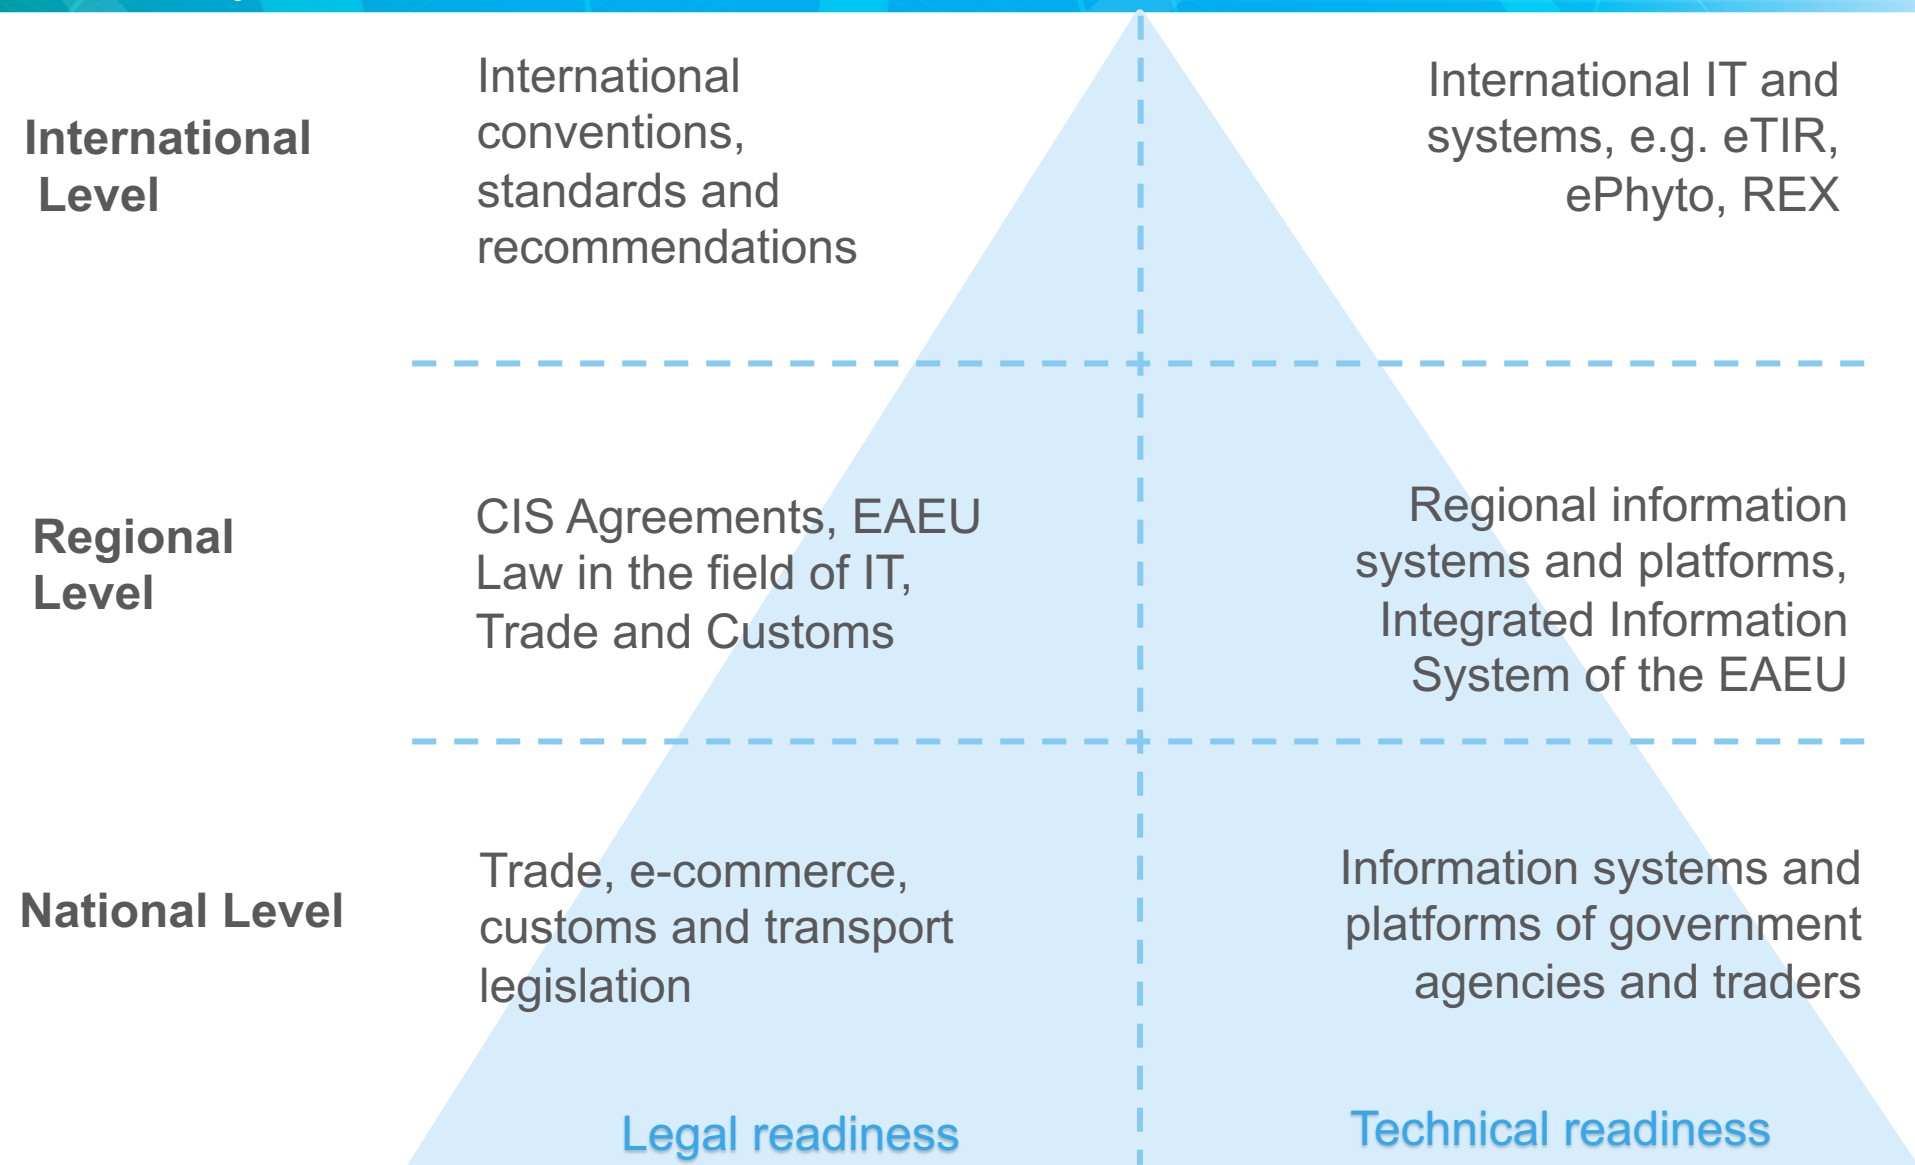 International
Level
International
conventions,
standards and
recommendations
International IT and
systems, e.g. eTIR,
ePhyto, REX
Regional
Level
CIS Agreements, EAEU
Law in the field of IT,
Trade and Customs
Regional information
systems and platforms,
Integrated Information
System of the EAEU
National Level
Trade, e-commerce,
customs and transport
legislation
Information systems and
platforms of government
agencies and traders
Legal readiness
Technical readiness